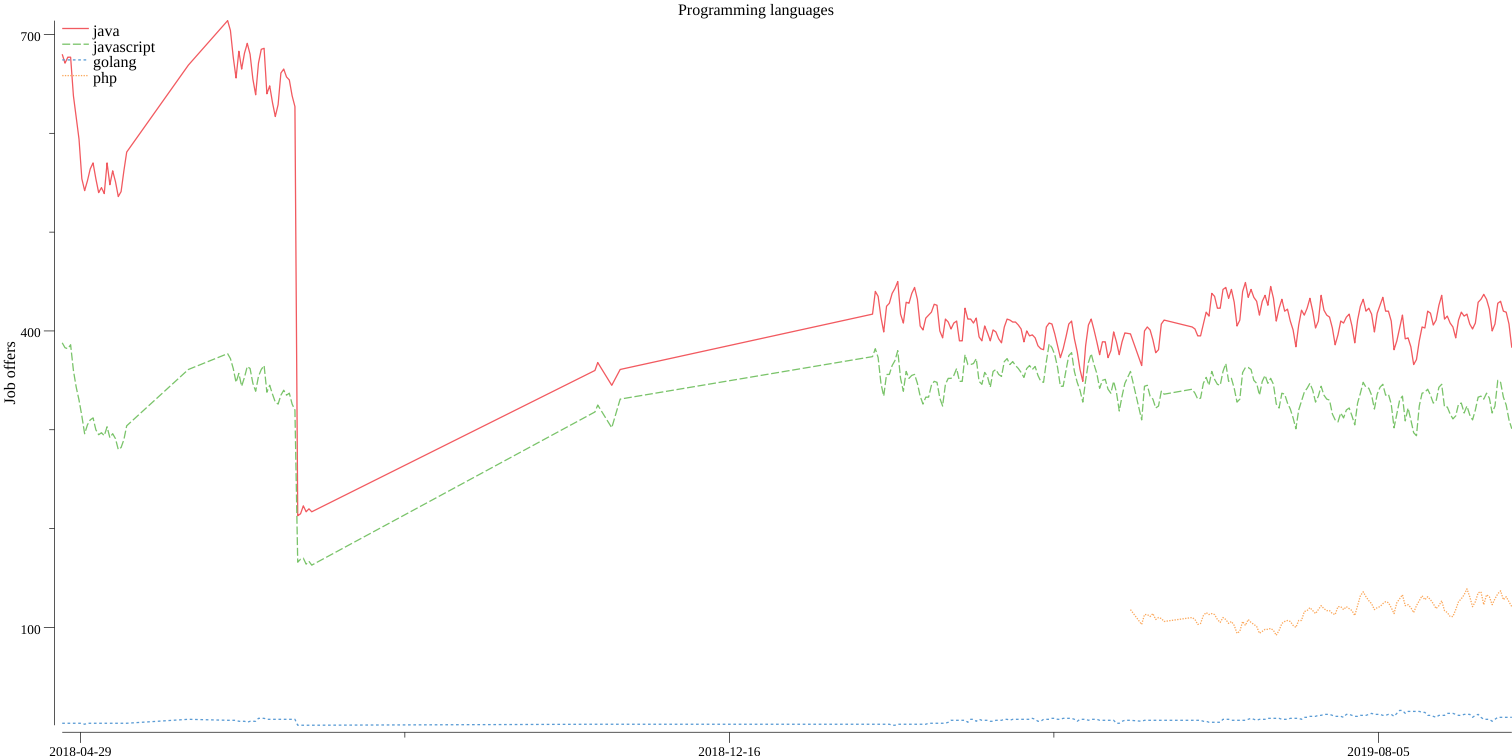 Programming languages
700
java
javascript
golang
php
400
Job offers
100
2018-04-29
2018-12-16
2019-08-05